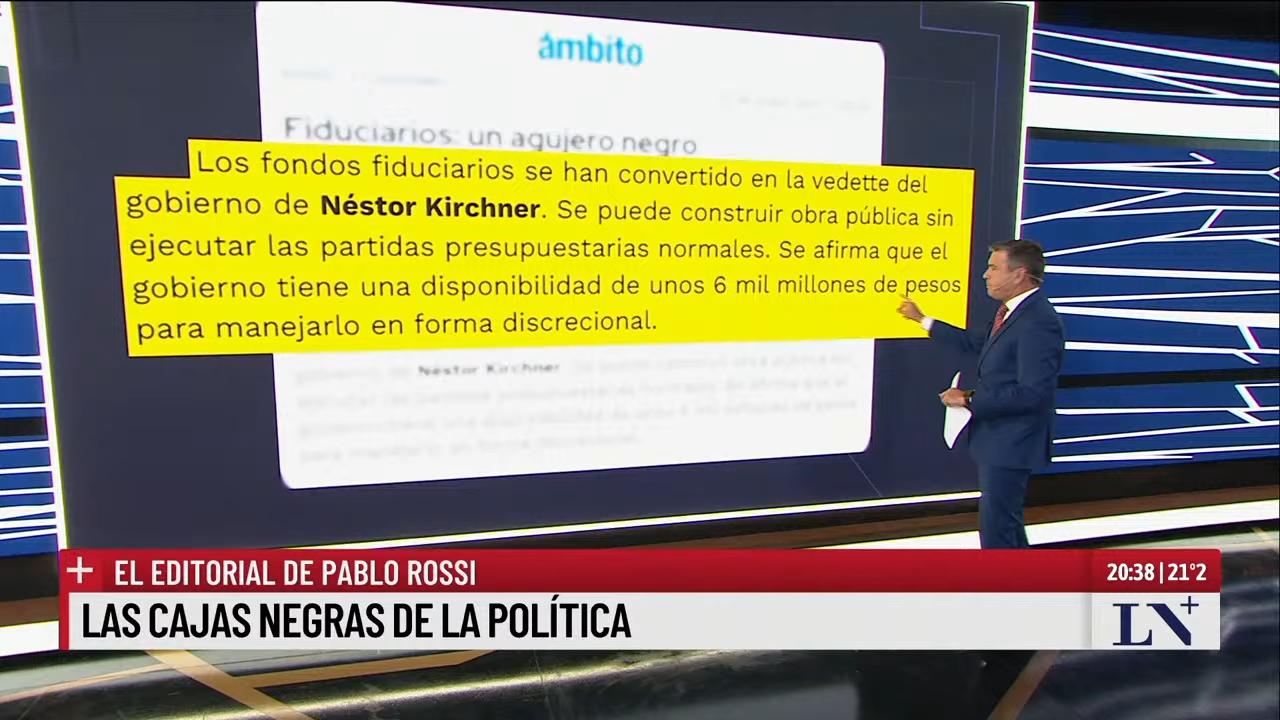 ámbito
Fiduciarios: un agujero negro
Los fondos fiduciarios se han convertido en la vedette del
gobierno de Néstor Kirchner. Se puede construir obra pública sin
ejecutar las partidas presupuestarias normales. Se afirma que el
gobierno tiene una disponibilidad de unos 6 mil millones de pesos
para manejarlo en forma discrecional.
Néstor Kirchner
+ EL EDITORIAL DE PABLO ROSSI
20:38 | 21°2
LAS CAJAS NEGRAS DE LA POLÍTICA
LN+